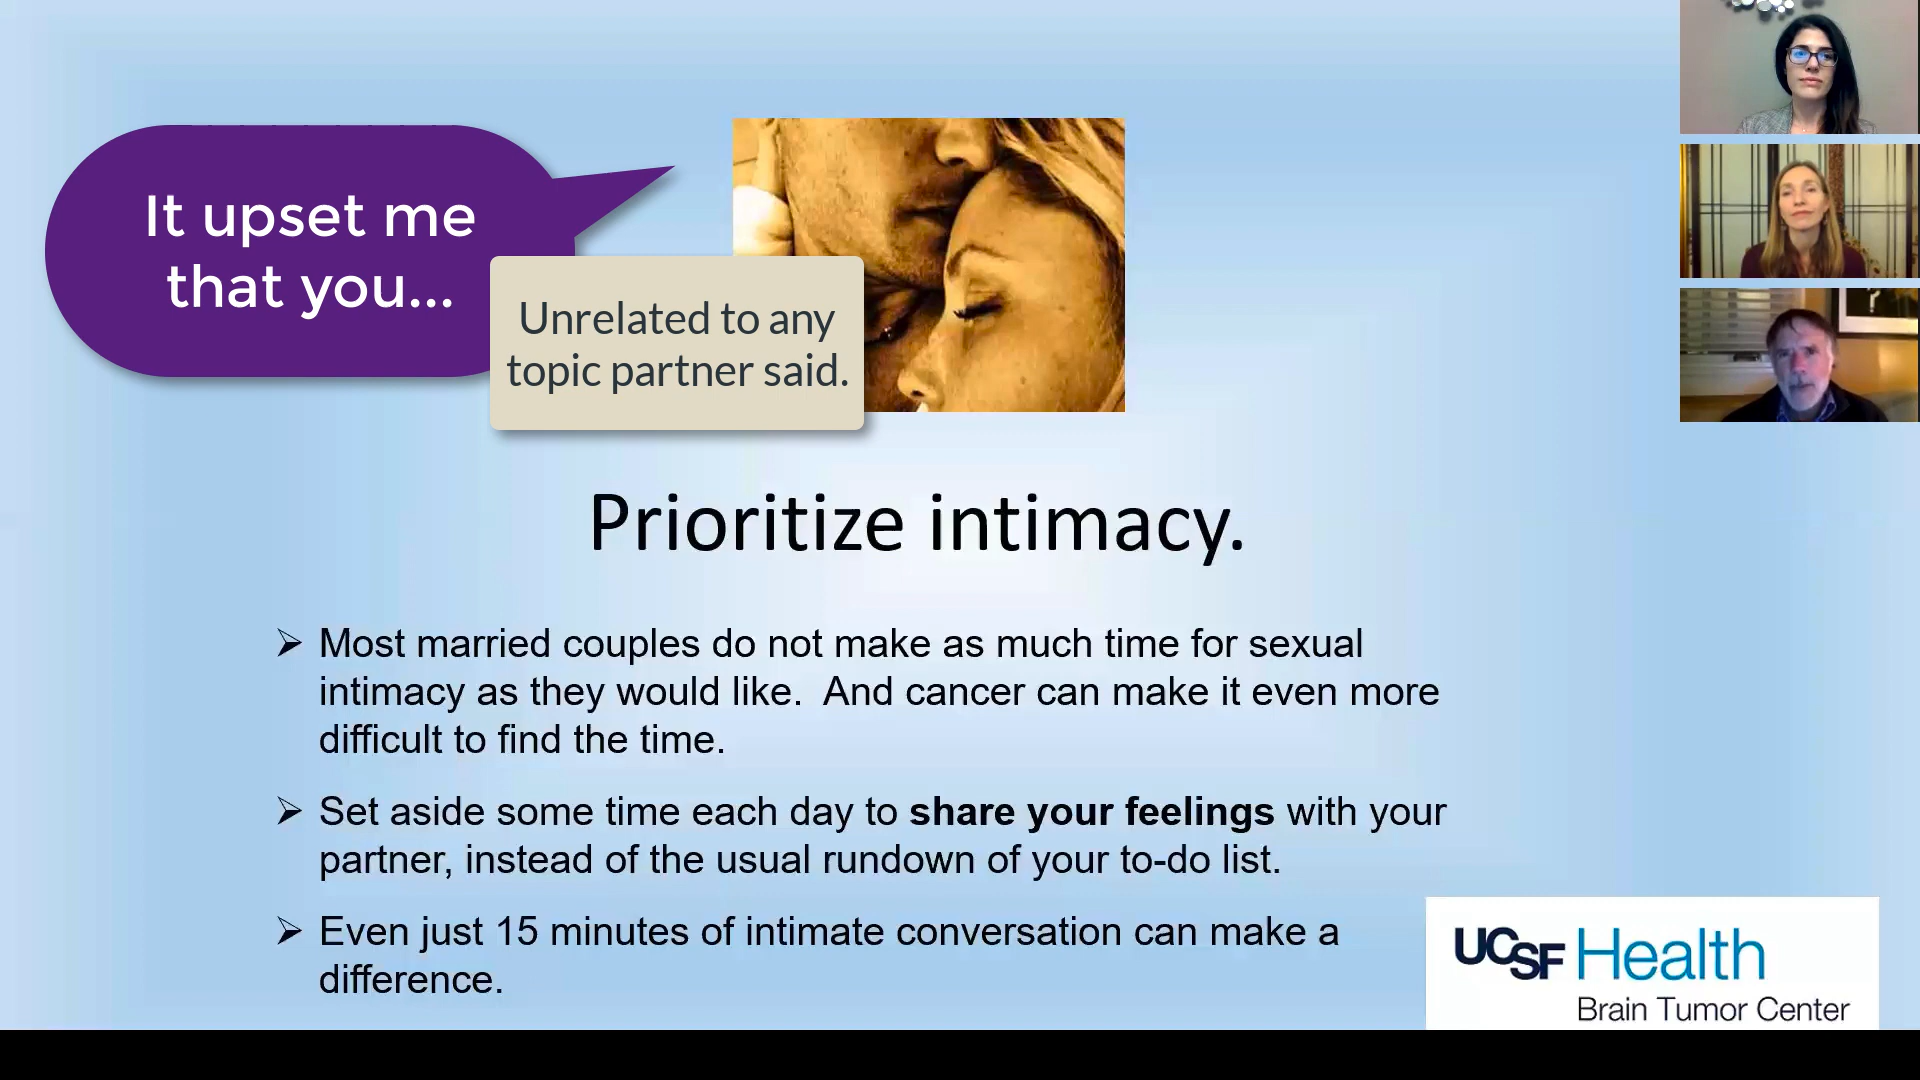 It upset me
that you...
Unrelated to any
topic partner said.
Prioritize intimacy.
➢ Most married couples do not make as much time for sexual
intimacy as they would like.  And cancer can make it even more
difficult to find the time.
➢ Set aside some time each day to share your feelings with your
partner, instead of the usual rundown of your to-do list.
➢ Even just 15 minutes of intimate conversation can make a
difference.
UCSF Health
Brain Tumor Center